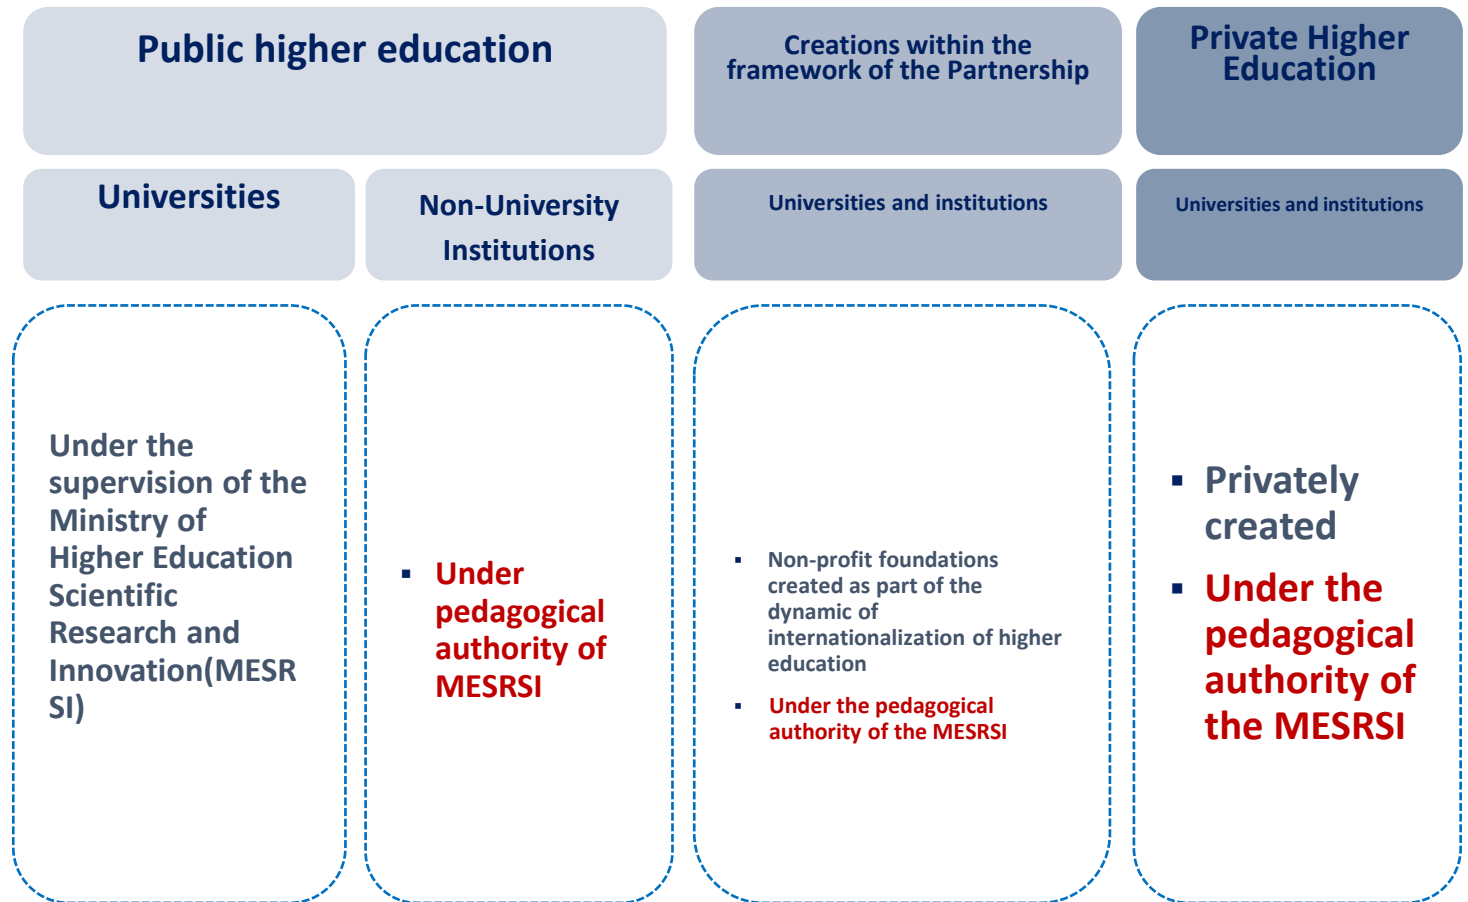 Public higher education
Creations within the
framework of the Partnership
Private Higher
Education
Universities
Non-University
Institutions
Universities and institutions
Universities and institutions
Under the
supervision of the
Ministry of
Higher Education
Scientific
Research and
Innovation(MESR
SI)
▪ Under
pedagogical
authority of
MESRSI
▪ Non-profit foundations
created as part of the
dynamic of
internationalization of higher
education
▪ Under the pedagogical
authority of the MESRSI
▪ Privately
created
▪ Under the
pedagogical
authority of
the MESRSI